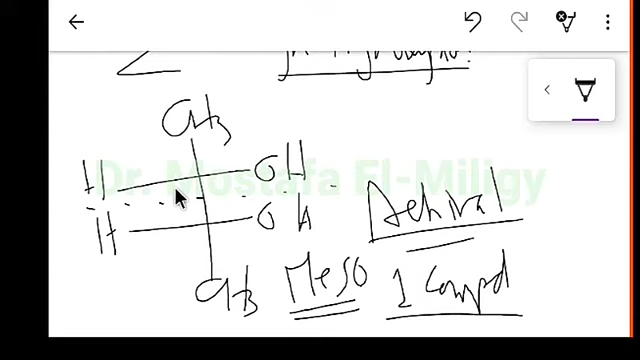 CH3
H OH
Dr. Mostafa El-Miligy
H OH
Achiral
CH3 Meso 1 Compd